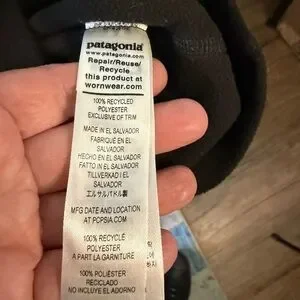 patagonia
www.patagonia.com
Repair/Reuse/
Recycle
this product at
wornwear.com
100% RECYCLED
POLYESTER
EXCLUSIVE OF TRIM
MADE IN EL SALVADOR
FABRIQUÉ EN EL
SALVADOR
HECHO EN EL SALVADOR
FATTO IN EL SALVADOR
TILLVERKAD I EL
SALVADOR
エルサルバドル製
MFG DATE AND LOCATION
AT PCPSIA.COM
100% RECYCLÉ
POLYESTER
A PART LA GARNITURE
100% POLIÉSTER
RECICLADO
NO INCLUYE EL ADORNO